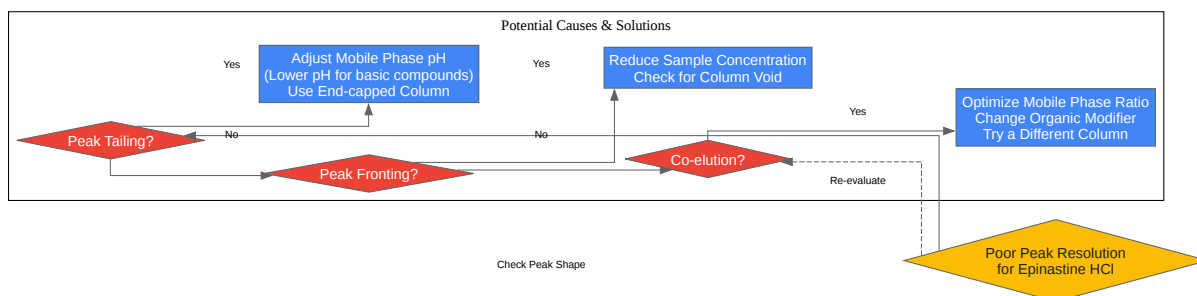 Potential Causes & Solutions
Yes
Adjust Mobile Phase pH
(Lower pH for basic compounds)
Use End-capped Column
Yes
Reduce Sample Concentration
Check for Column Void
Yes
Optimize Mobile Phase Ratio
Change Organic Modifier
Try a Different Column
Peak Tailing?
No
Peak Fronting?
No
Co-elution?
Re-evaluate
Check Peak Shape
Poor Peak Resolution
for Epinastine HCl